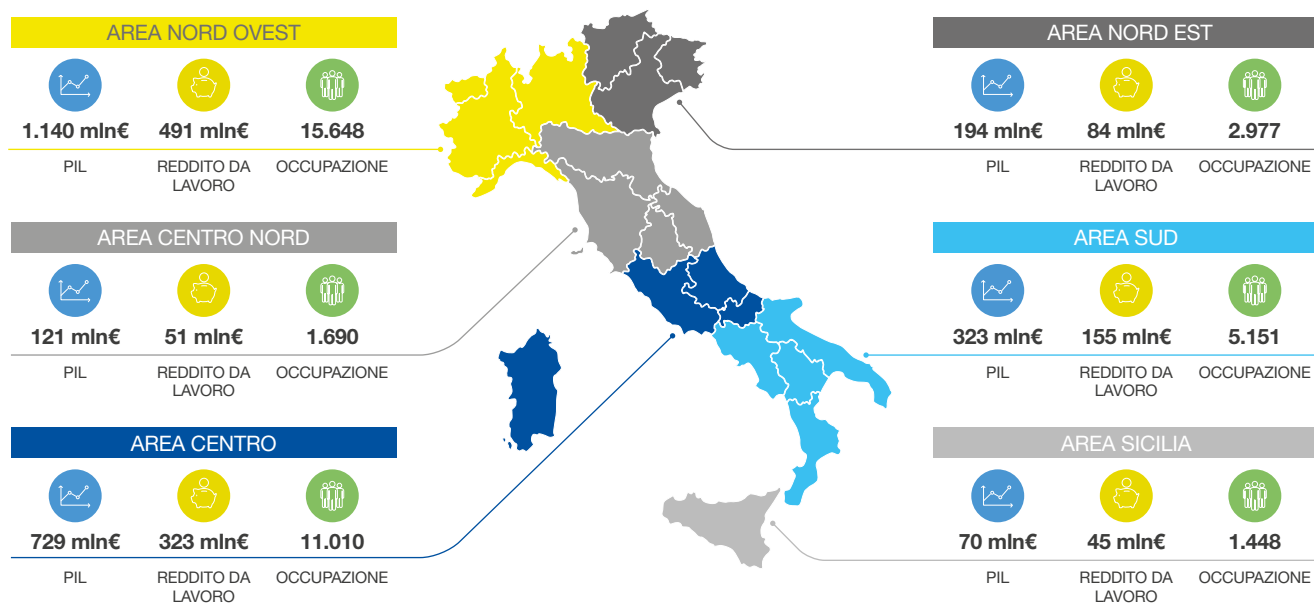 AREA NORD OVEST
1.140 mln€ 491 mln€ 15.648
PIL REDDITO DA LAVORO OCCUPAZIONE
AREA CENTRO NORD
121 mln€ 51 mln€ 1.690
PIL REDDITO DA LAVORO OCCUPAZIONE
AREA CENTRO
729 mln€ 323 mln€ 11.010
PIL REDDITO DA LAVORO OCCUPAZIONE
AREA NORD EST
194 mln€ 84 mln€ 2.977
PIL REDDITO DA LAVORO OCCUPAZIONE
AREA SUD
323 mln€ 155 mln€ 5.151
PIL REDDITO DA LAVORO OCCUPAZIONE
AREA SICILIA
70 mln€ 45 mln€ 1.448
PIL REDDITO DA LAVORO OCCUPAZIONE